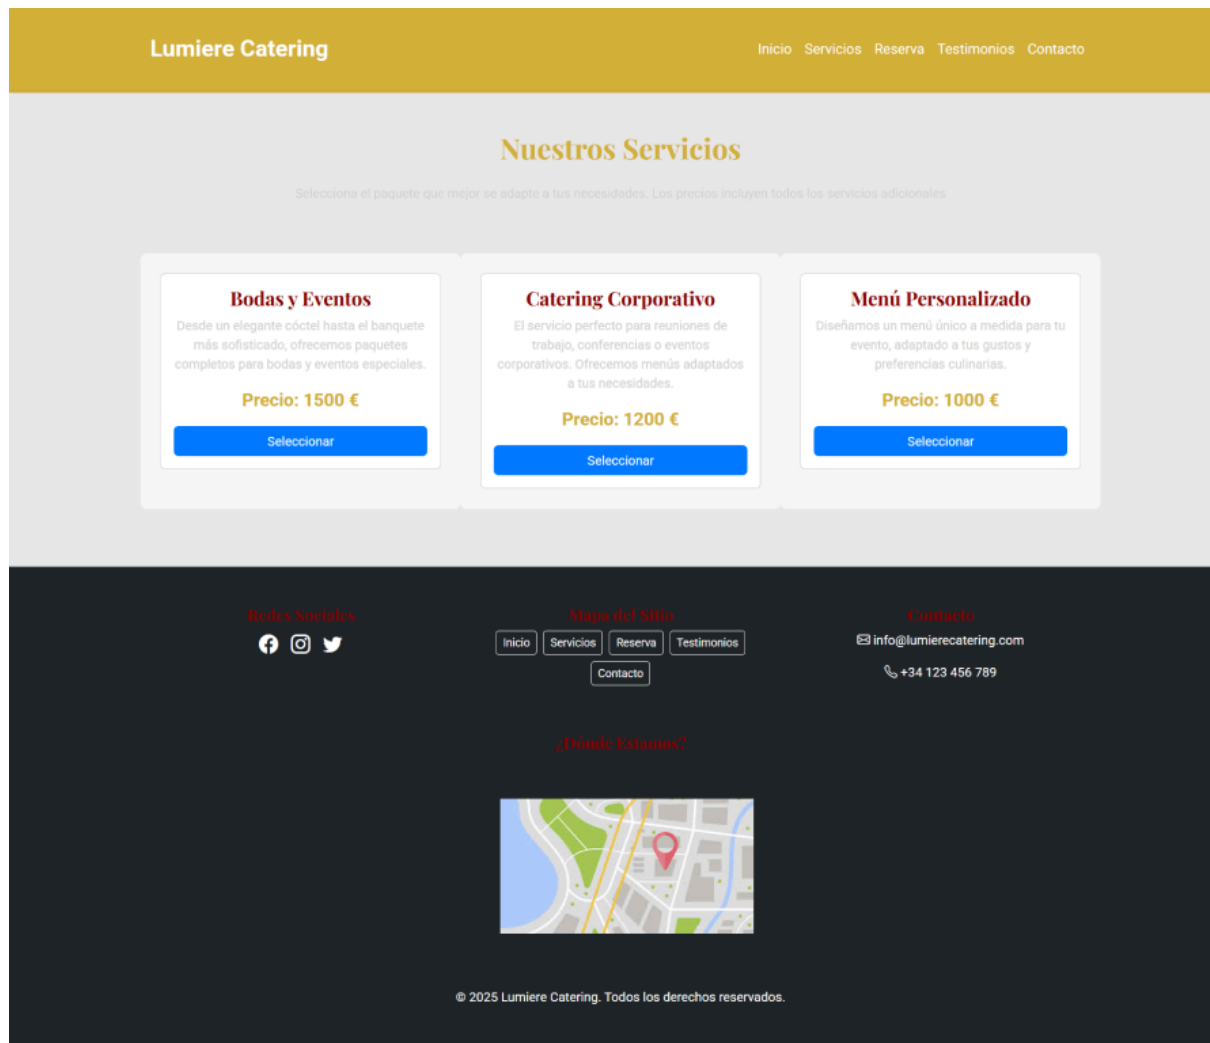 Lumiere Catering
Inicio Servicios Reserva Testimonios Contacto
Nuestros Servicios
Selecciona el paquete que mejor se adapte a tus necesidades. Los precios incluyen todos los servicios adicionales
Bodas y Eventos
Desde un elegante cóctel hasta el banquete
más sofisticado, ofrecemos paquetes
completos para bodas y eventos especiales.
Precio: 1500 €
Seleccionar
Catering Corporativo
El servicio perfecto para reuniones de
trabajo, conferencias o eventos
corporativos. Ofrecemos menús adaptados
a tus necesidades.
Precio: 1200 €
Seleccionar
Menú Personalizado
Diseñamos un menú único a medida para tu
evento, adaptado a tus gustos y
preferencias culinarias.
Precio: 1000 €
Seleccionar
Redes Sociales
Mapa del Sitio
Inicio Servicios Reserva Testimonios
Contacto
Contacto
info@lumierecatering.com
+34 123 456 789
¿Dónde Estamos?
© 2025 Lumiere Catering. Todos los derechos reservados.